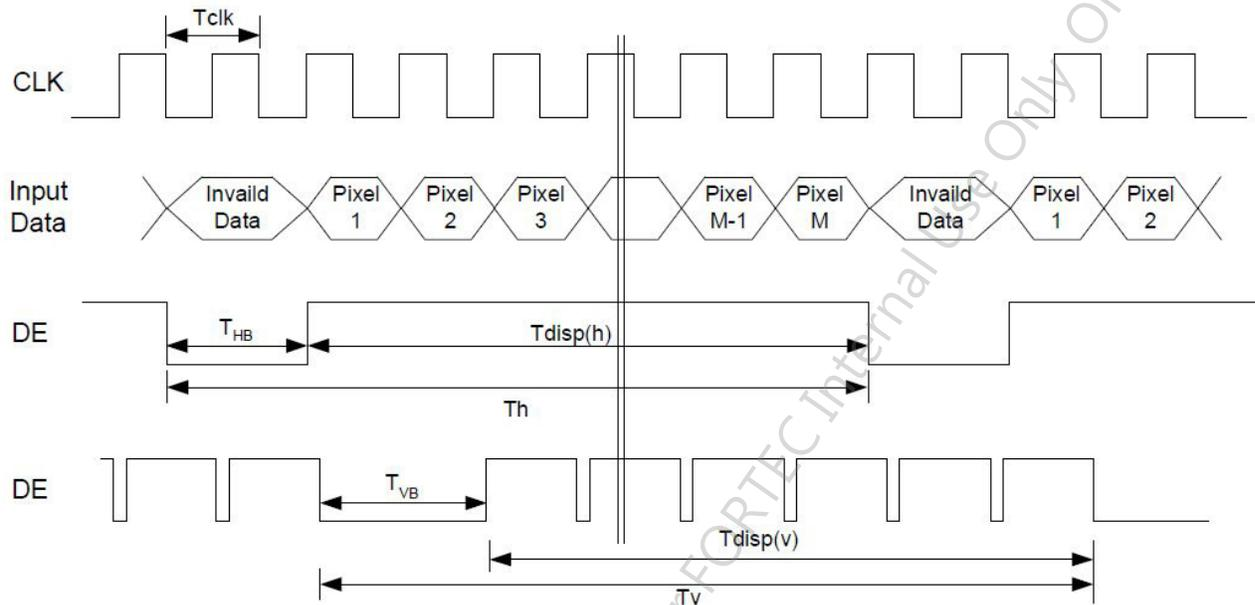 Tclk
CLK
Input
Data
Invaild
Data
Pixel
1
Pixel
2
Pixel
3
Pixel
M-1
Pixel
M
Invaild
Data
Pixel
1
Pixel
2
DE
THB
Tdisp(h)
Th
DE
TVB
Tdisp(v)
Tv
FORTEC Internal Use Only